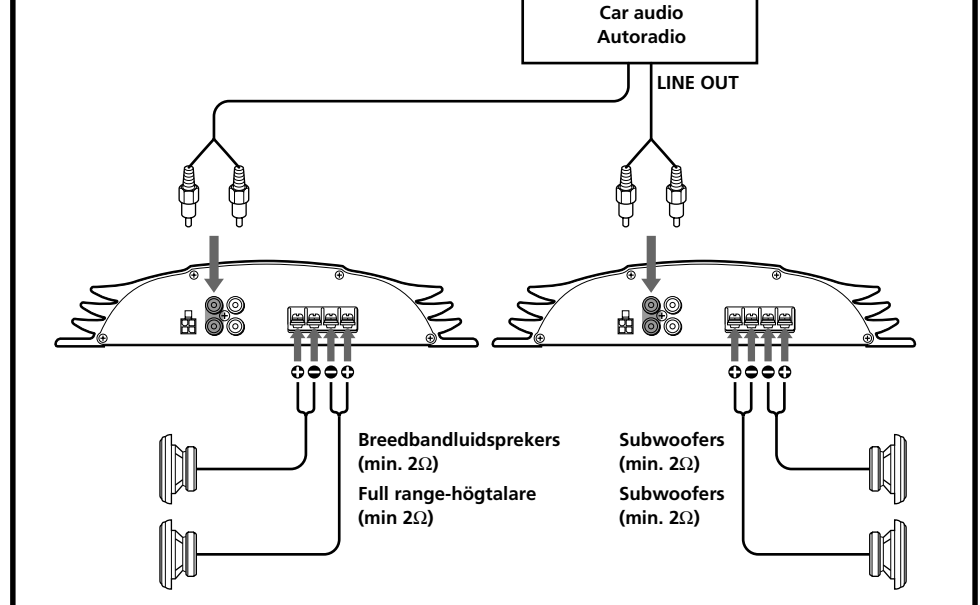 Car audio
Autoradio
LINE OUT
+ − − +
+ − − +
Breedbandluidsprekers
(min. 2Ω)
Full range-högtalare
(min 2Ω)
Subwoofers
(min. 2Ω)
Subwoofers
(min. 2Ω)